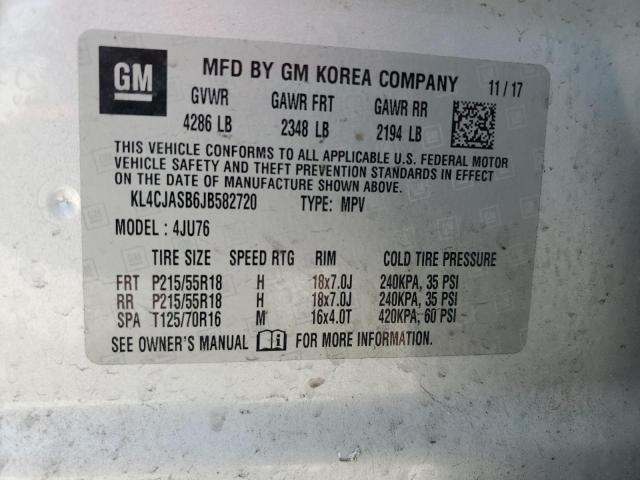 GM MFD BY GM KOREA COMPANY 11 / 17
GVWR GAWR FRT GAWR RR
4286 LB 2348 LB 2194 LB
THIS VEHICLE CONFORMS TO ALL APPLICABLE U.S. FEDERAL MOTOR
VEHICLE SAFETY AND THEFT PREVENTION STANDARDS IN EFFECT
ON THE DATE OF MANUFACTURE SHOWN ABOVE.
KL4CJASB6JB582720 TYPE: MPV
MODEL : 4JU76
TIRE SIZE SPEED RTG RIM COLD TIRE PRESSURE
FRT P215/55R18 H 18x7.0J 240KPA, 35 PSI
RR P215/55R18 H 18x7.0J 240KPA, 35 PSI
SPA T125/70R16 M 16x4.0T 420KPA, 60 PSI
SEE OWNER'S MANUAL i FOR MORE INFORMATION.